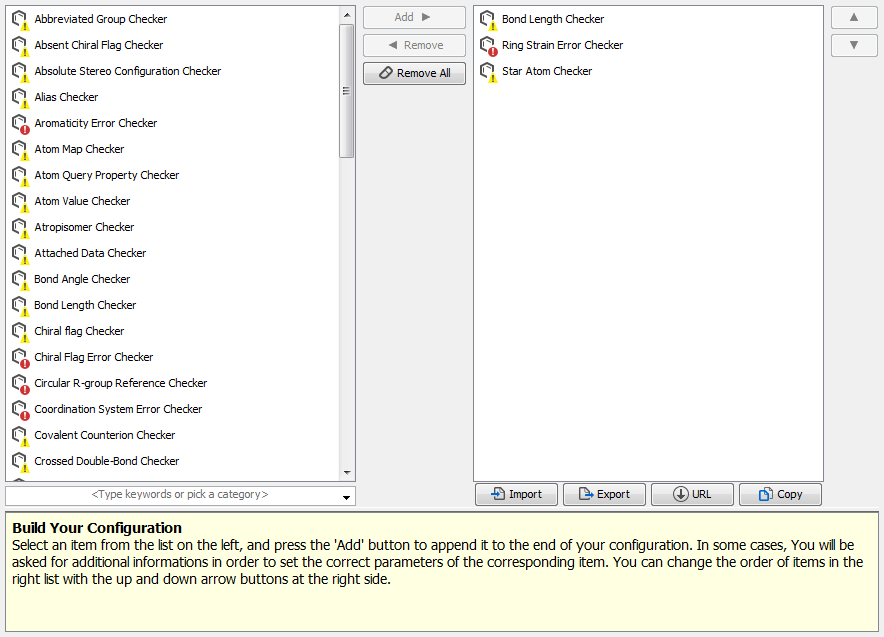 Abbreviated Group Checker
Absent Chiral Flag Checker
Absolute Stereo Configuration Checker
Alias Checker
Aromaticity Error Checker
Atom Map Checker
Atom Query Property Checker
Atom Value Checker
Atropisomer Checker
Attached Data Checker
Bond Angle Checker
Bond Length Checker
Chiral flag Checker
Chiral Flag Error Checker
Circular R-group Reference Checker
Coordination System Error Checker
Covalent Counterion Checker
Crossed Double-Bond Checker
<Type keywords or pick a category>
Add
Remove
Remove All
Bond Length Checker
Ring Strain Error Checker
Star Atom Checker
Import
Export
URL
Copy
Build Your Configuration
Select an item from the list on the left, and press the 'Add' button to append it to the end of your configuration. In some cases, You will be
asked for additional informations in order to set the correct parameters of the corresponding item. You can change the order of items in the
right list with the up and down arrow buttons at the right side.